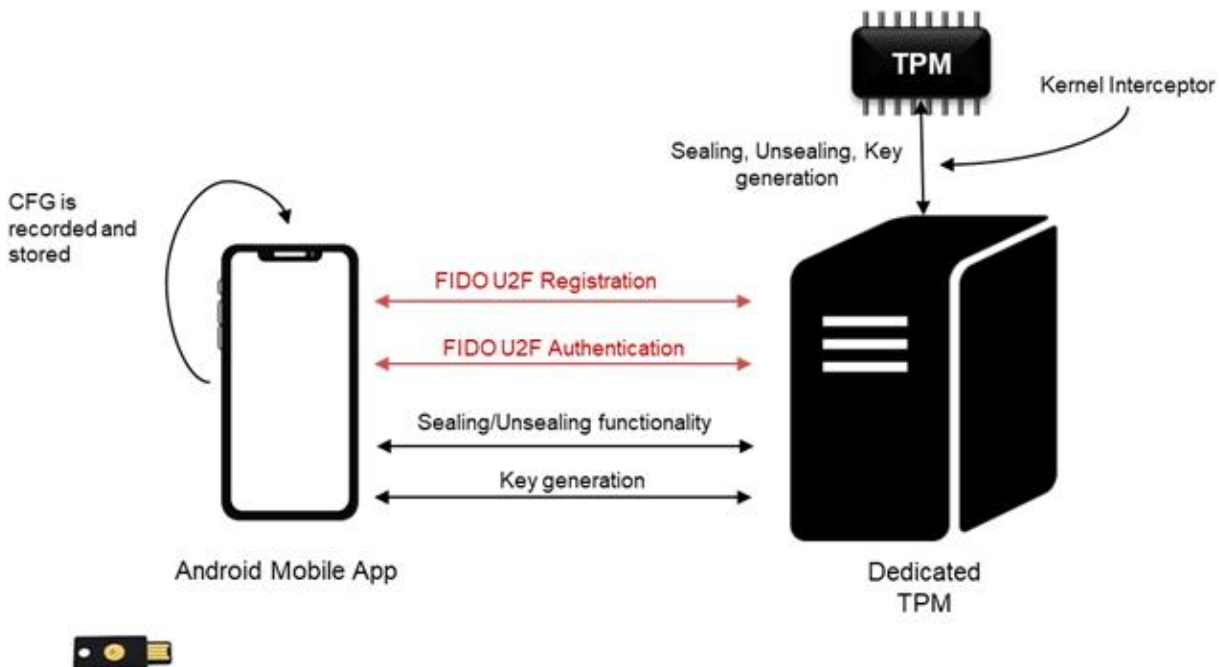 TPM
Kernel Interceptor
Sealing, Unsealing, Key
generation
CFG is
recorded and
stored
FIDO U2F Registration
FIDO U2F Authentication
Sealing/Unsealing functionality
Key generation
Android Mobile App
Dedicated
TPM